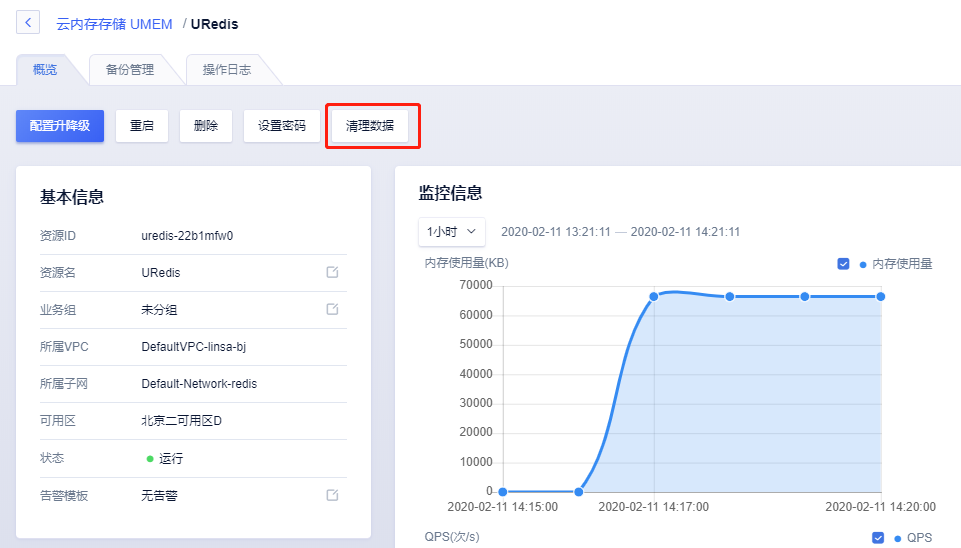 云内存存储 UMEM / URedis
概览 备份管理 操作日志
配置升降级 重启 删除 设置密码 清理数据
基本信息
资源ID uredis-22b1mfw0
资源名 URedis
业务组 未分组
所属VPC DefaultVPC-linsa-bj
所属子网 Default-Network-redis
可用区 北京二可用区D
状态 运行
告警模板 无告警
监控信息
1小时 2020-02-11 13:21:11 — 2020-02-11 14:21:11
内存使用量(KB) 内存使用量
70000
60000
50000
40000
30000
20000
10000
0
2020-02-11 14:15:00 2020-02-11 14:17:00 2020-02-11 14:20:00
QPS(次/s) QPS